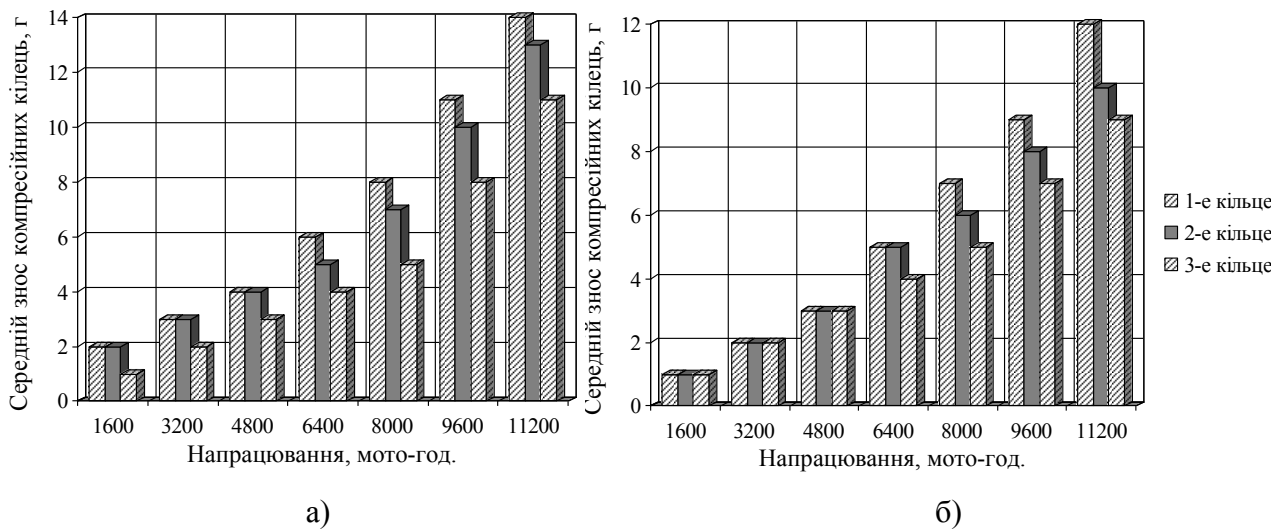 Середній знос компресійних кілець, г
14
12
10
8
6
4
2
0
1600 3200 4800 6400 8000 9600 11200
Напрацювання, мото-год.
а)
Середній знос компресійних кілець, г
12
10
8
6
4
2
0
1600 3200 4800 6400 8000 9600 11200
Напрацювання, мото-год.
б)
1-е кільце
2-е кільце
3-е кільце